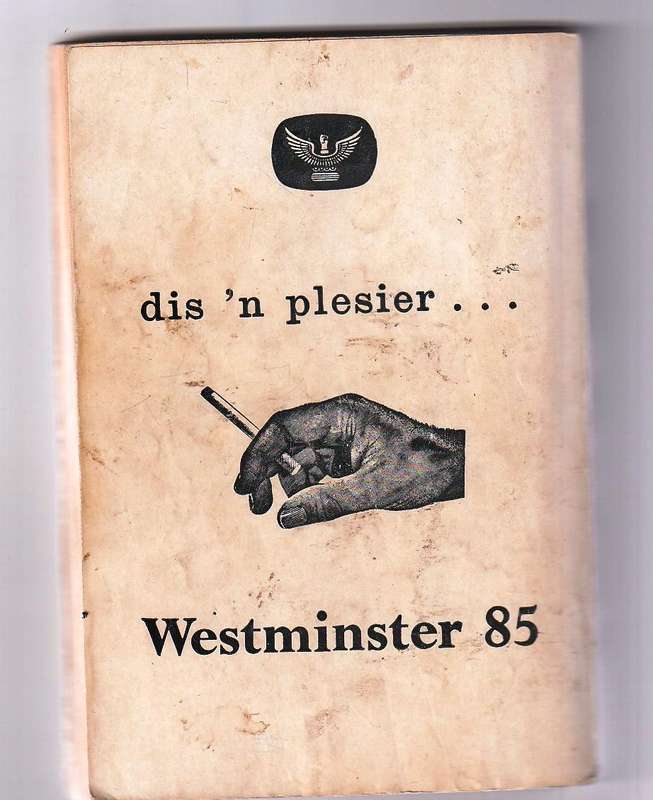 dis 'n plesier . . .
Westminster 85